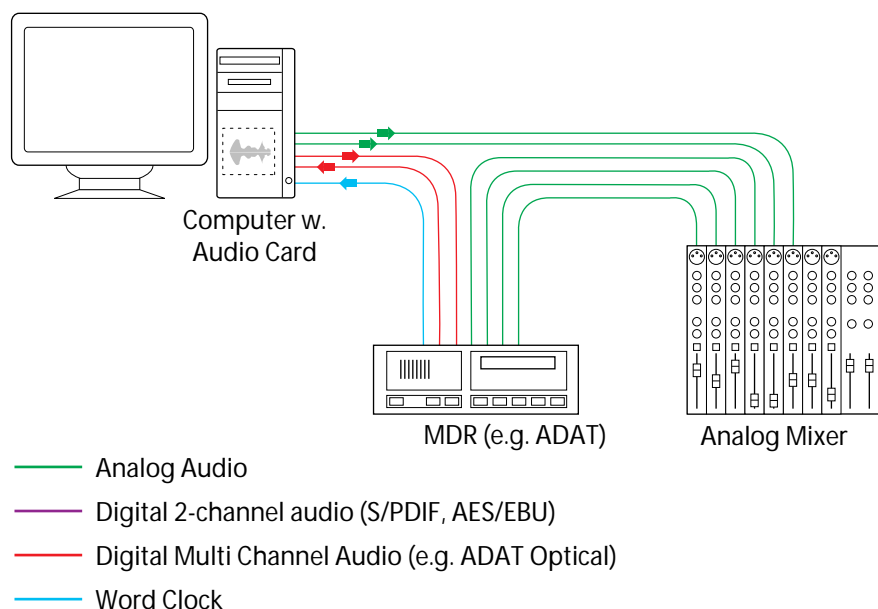 Computer w.
Audio Card
MDR (e.g. ADAT)
Analog Mixer
Analog Audio
Digital 2-channel audio (S/PDIF, AES/EBU)
Digital Multi Channel Audio (e.g. ADAT Optical)
Word Clock